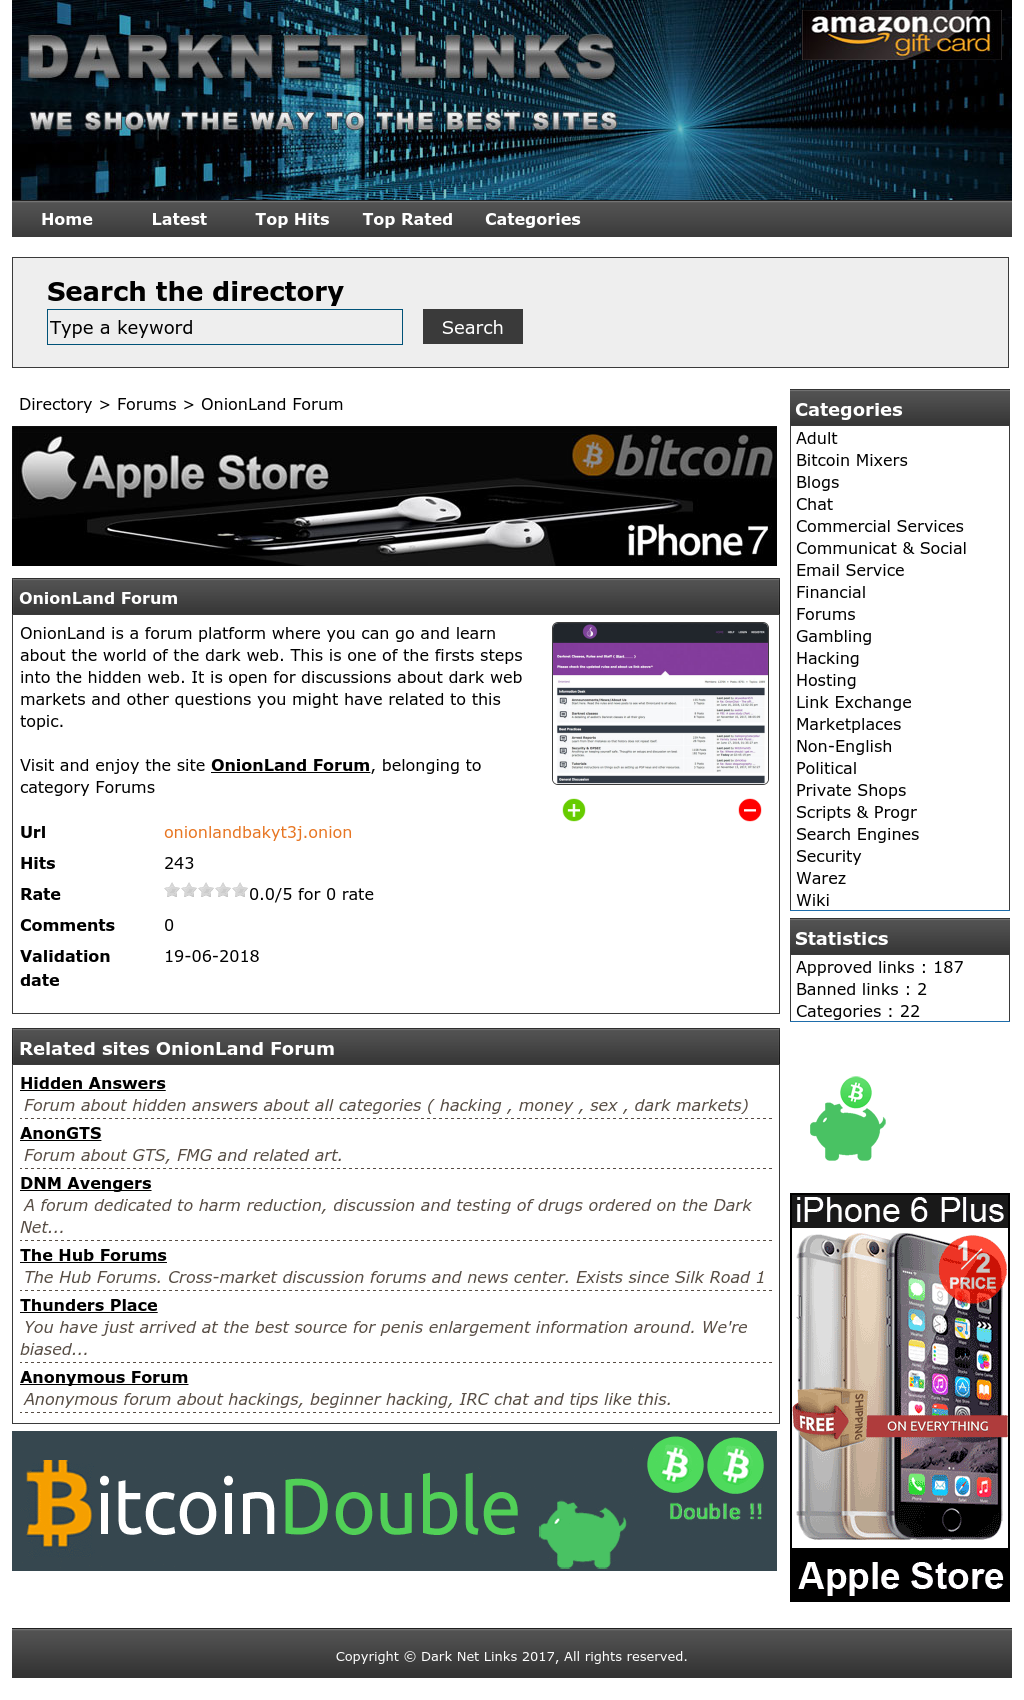 DARKNET LINKS
WE SHOW THE WAY TO THE BEST SITES
amazon.com
gift card
Home Latest Top Hits Top Rated Categories
Search the directory
Type a keyword
Search
Directory > Forums > OnionLand Forum
Apple Store
bitcoin
iPhone 7
OnionLand Forum
OnionLand is a forum platform where you can go and learn
about the world of the dark web. This is one of the firsts steps
into the hidden web. It is open for discussions about dark web
markets and other questions you might have related to this
topic.
Visit and enjoy the site OnionLand Forum, belonging to
category Forums
Url onionlandbakyt3j.onion
Hits 243
Rate 0.0/5 for 0 rate
Comments 0
Validation date 19-06-2018
Related sites OnionLand Forum
Hidden Answers
Forum about hidden answers about all categories ( hacking , money , sex , dark markets)
AnonGTS
Forum about GTS, FMG and related art.
DNM Avengers
A forum dedicated to harm reduction, discussion and testing of drugs ordered on the Dark
Net...
The Hub Forums
The Hub Forums. Cross-market discussion forums and news center. Exists since Silk Road 1
Thunders Place
You have just arrived at the best source for penis enlargement information around. We're
biased...
Anonymous Forum
Anonymous forum about hackings, beginner hacking, IRC chat and tips like this.
BitcoinDouble
Double !!
Categories
Adult
Bitcoin Mixers
Blogs
Chat
Commercial Services
Communicat & Social
Email Service
Financial
Forums
Gambling
Hacking
Hosting
Link Exchange
Marketplaces
Non-English
Political
Private Shops
Scripts & Progr
Search Engines
Security
Warez
Wiki
Statistics
Approved links : 187
Banned links : 2
Categories : 22
iPhone 6 Plus
1/2
PRICE
FREE
SHIPPING
ON EVERYTHING
Apple Store
Copyright © Dark Net Links 2017, All rights reserved.